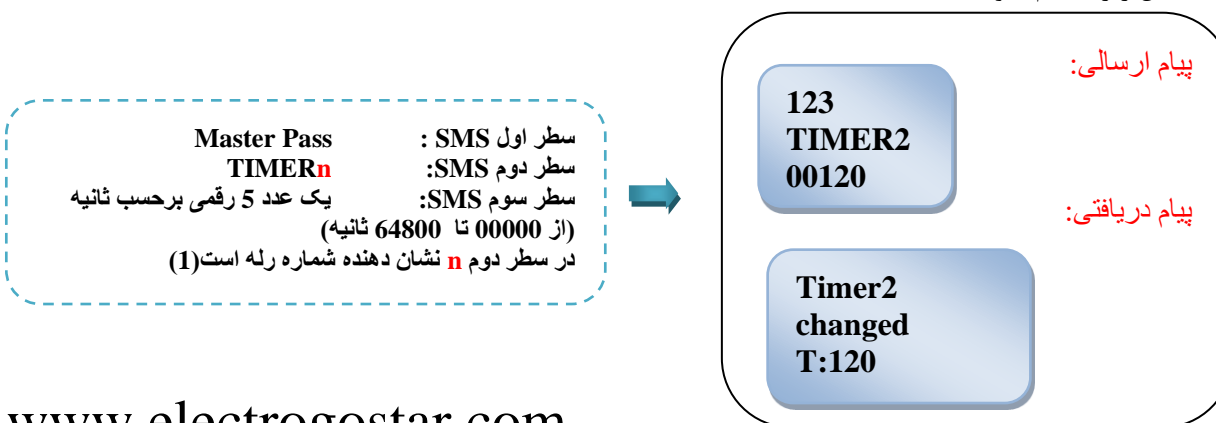 پیام ارسالی:
123
TIMER2
00120
پیام دریافتی:
Timer2
changed
T:120
سطر اول SMS : Master Pass
سطر دوم SMS: TIMERn
سطر سوم SMS: یک عدد 5 رقمی برحسب ثانیه
(از 00000 تا 64800 ثانیه)
در سطر دوم n نشان دهنده شماره رله است(1)
www.electrogostar.com